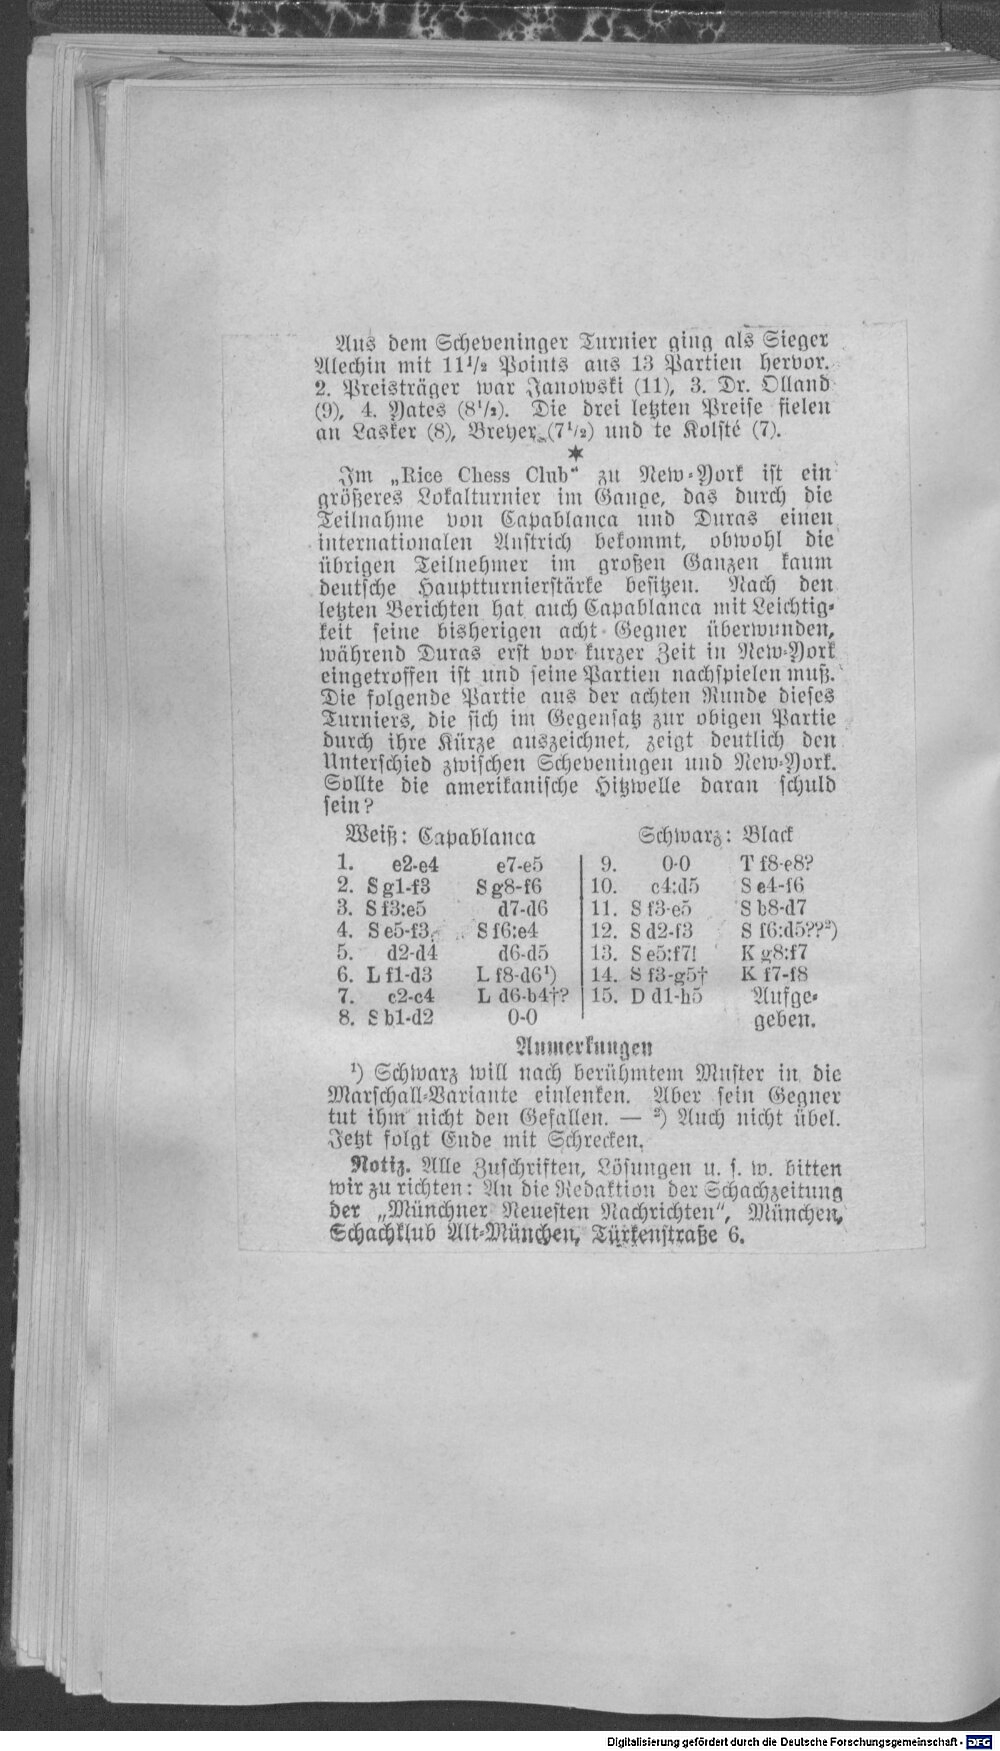 Aus dem Scheveninger Turnier ging als Sieger
Alechin mit 11½ Points aus 13 Partien hervor.
2. Preisträger war Janowski (11), 3. Dr. Olland
(9), 4. Yates (8½). Die drei letzten Preise fielen
an Lasker (8), Breyer (7½) und te Kolsté (7).
✶
Im „Rice Chess Club“ zu New-York ist ein
größeres Lokalturnier im Gange, das durch die
Teilnahme von Capablanca und Duras einen
internationalen Anstrich bekommt, obwohl die
übrigen Teilnehmer im großen Ganzen kaum
deutsche Hauptturnierstärke besitzen. Nach den
letzten Berichten hat auch Capablanca mit Leichtig-
keit seine bisherigen acht Gegner überwunden,
während Duras erst vor kurzer Zeit in New-York
eingetroffen ist und seine Partien nachspielen muß.
Die folgende Partie aus der achten Runde dieses
Turniers, die sich im Gegensatz zur obigen Partie
durch ihre Kürze auszeichnet, zeigt deutlich den
Unterschied zwischen Scheveningen und New-York.
Sollte die amerikanische Hitzwelle daran schuld
sein?
Weiß: Capablanca Schwarz: Black
1. e2-e4 e7-e5
2. S g1-f3 S g8-f6
3. S f3:e5 d7-d6
4. S e5-f3 S f6:e4
5. d2-d4 d6-d5
6. L f1-d3 L f8-d6¹)
7. c2-c4 L d6-b4†?
8. S b1-d2 0-0
9. 0-0 T f8-e8?
10. c4:d5 S e4-f6
11. S f3-e5 S b8-d7
12. S d2-f3 S f6:d5??²)
13. S e5:f7! K g8:f7
14. S f3-g5† K f7-f8
15. D d1-h5 Aufge-
geben.
Anmerkungen
¹) Schwarz will nach berühmtem Muster in die
Marschall-Variante einlenken. Aber sein Gegner
tut ihm nicht den Gefallen. — ²) Auch nicht übel.
Jetzt folgt Ende mit Schrecken.
Notiz. Alle Zuschriften, Lösungen u. s. w. bitten
wir zu richten: An die Redaktion der Schachzeitung
der „Münchner Neuesten Nachrichten“, München,
Schachklub Alt-München, Türkenstraße 6.
Digitalisierung gefördert durch die Deutsche Forschungsgemeinschaft - DFG